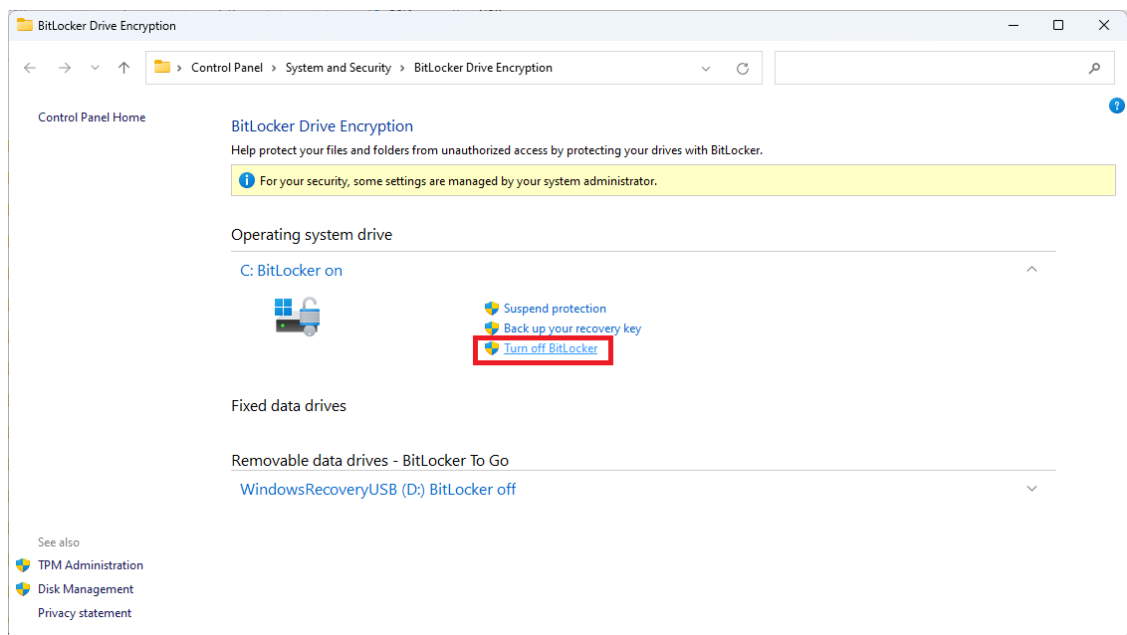 BitLocker Drive Encryption
Control Panel > System and Security > BitLocker Drive Encryption
Control Panel Home
BitLocker Drive Encryption
Help protect your files and folders from unauthorized access by protecting your drives with BitLocker.
For your security, some settings are managed by your system administrator.
Operating system drive
C: BitLocker on
Suspend protection
Back up your recovery key
Turn off BitLocker
Fixed data drives
Removable data drives - BitLocker To Go
WindowsRecoveryUSB (D:) BitLocker off
See also
TPM Administration
Disk Management
Privacy statement